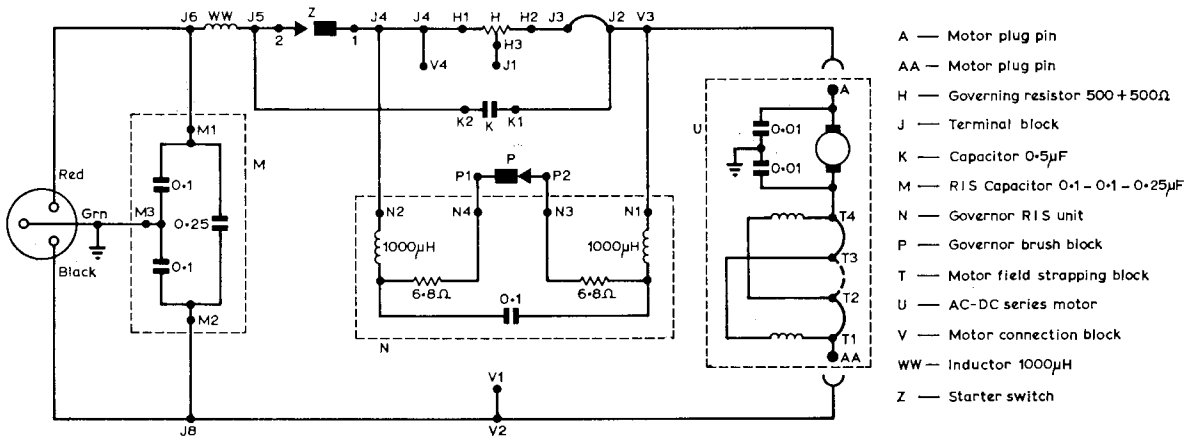 J6 WW J5 Z J4 J4 H1 H H2 J3 J2 V3
2 1
H3
V4 J1
A — Motor plug pin
AA — Motor plug pin
H — Governing resistor 500 + 500Ω
J — Terminal block
K — Capacitor 0·5µF
M — RIS Capacitor 0·1 – 0·1 – 0·25µF
N — Governor RIS unit
P — Governor brush block
T — Motor field strapping block
U — AC-DC series motor
V — Motor connection block
WW — Inductor 1000µH
Z — Starter switch
K2 K K1
M1
M
Red
0·1
Grn M3
0·25
0·1
Black
M2
P
P1 P2
N2 N4 N3 N1
1000µH 1000µH
6·8Ω 6·8Ω
0·1
N
U
A
0·01
0·01
T4
T3
T2
T1
AA
V1
J8 V2